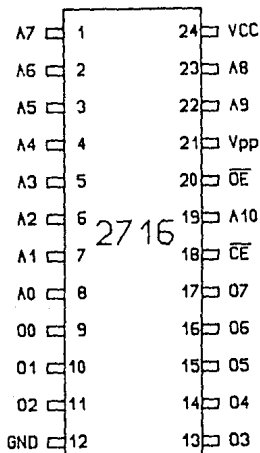 A7 1 24 VCC
A6 2 23 A8
A5 3 22 A9
A4 4 21 Vpp
A3 5 20 O̅E̅
A2 6 19 A10
2716
A1 7 18 C̅E̅
A0 8 17 O7
O0 9 16 O6
O1 10 15 O5
O2 11 14 O4
GND 12 13 O3